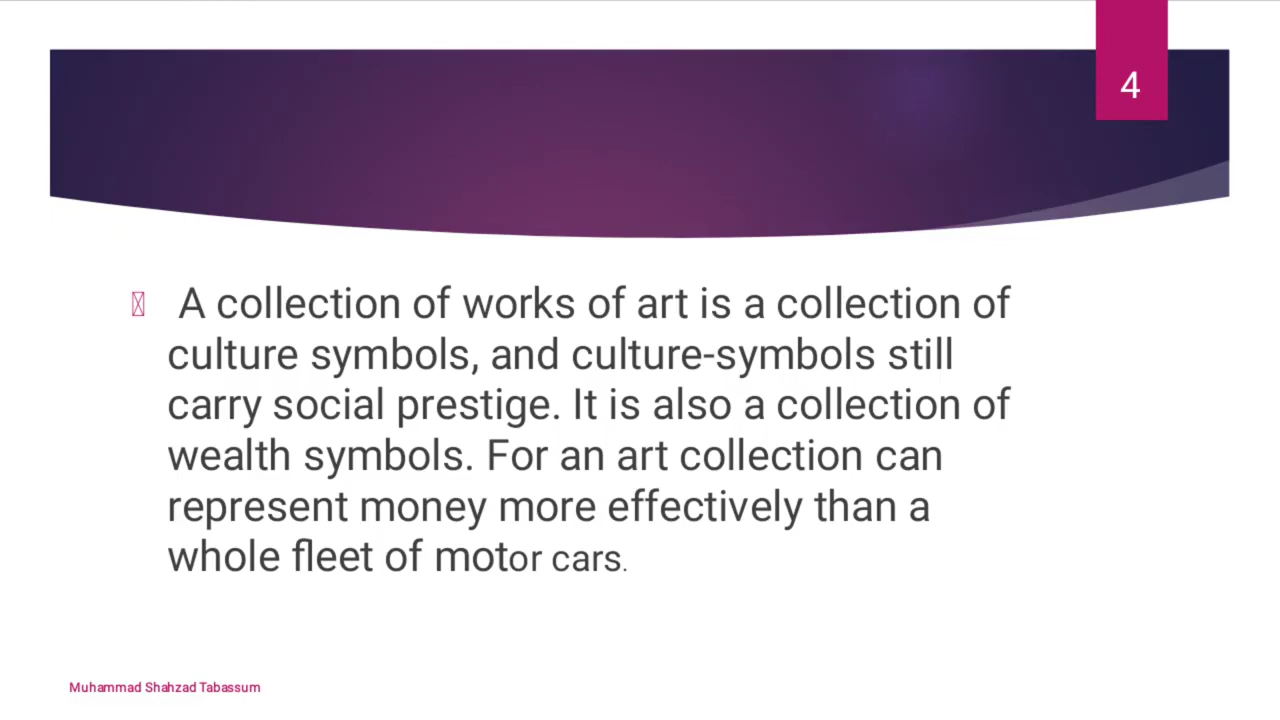 4
A collection of works of art is a collection of
culture symbols, and culture-symbols still
carry social prestige. It is also a collection of
wealth symbols. For an art collection can
represent money more effectively than a
whole fleet of motor cars.
Muhammad Shahzad Tabassum